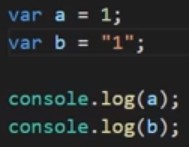 var a = 1;
var b = "1";
console.log(a);
console.log(b);